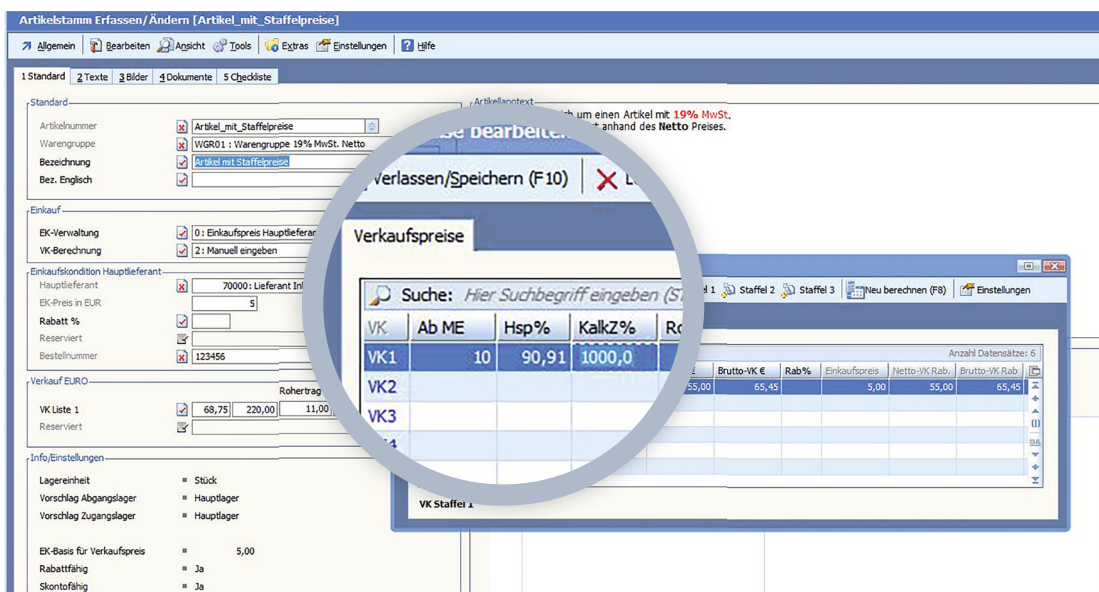 Artikelstamm Erfassen/Ändern [Artikel_mit_Staffelpreise]
Allgemein Bearbeiten Ansicht Tools Extras Einstellungen Hilfe
1 Standard 2 Texte 3 Bilder 4 Dokumente 5 Checkliste
Standard
Artikelnummer Artikel_mit_Staffelpreise
Warengruppe WGR01 : Warengruppe 19% MwSt. Netto
Bezeichnung Artikel mit Staffelpreise
Bez. Englisch
Artikellangtext
um einen Artikel mit 19% MwSt.
anhand des Netto Preises.
Einkauf
EK-Verwaltung 0 : Einkaufspreis Hauptliefera
VK-Berechnung 2 : Manuell eingeben
Einkaufskondition Hauptlieferant
Hauptlieferant 70000 : Lieferant
EK-Preis in EUR 5
Rabatt %
Reserviert
Bestellnummer 123456
Verkauf EURO
Rohertrag
VK Liste 1 68,75 220,00 11,00
Reserviert
Info/Einstellungen
Lagereinheit Stück
Vorschlag Abgangslager Hauptlager
Vorschlag Zugangslager Hauptlager
EK-Basis für Verkaufspreis 5,00
Rabattfähig Ja
Skontofähig Ja
bearbeite
Verlassen/Speichern (F10)
Verkaufspreise
Suche: Hier Suchbegriff eingeben
VK Ab ME Hsp% KalkZ%
VK1 10 90,91 1000,0
VK2
VK3
1 Staffel 2 Staffel 3 Neu berechnen (F8) Einstellungen
Anzahl Datensätze: 6
Brutto-VK € Rab% Einkaufspreis Netto-VK Rab. Brutto-VK Rab
55,00 65,45 5,00 55,00 65,45
VK Staffel 1